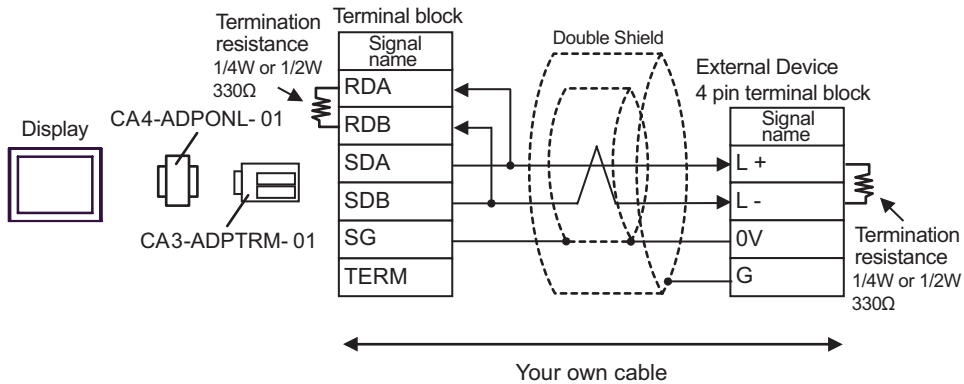 Termination
resistance
1/4W or 1/2W
330Ω
Terminal block
Signal
name
RDA
RDB
SDA
SDB
SG
TERM
Double Shield
External Device
4 pin terminal block
Signal
name
L +
L -
0V
G
Display
CA4-ADPONL- 01
CA3-ADPTRM- 01
Termination
resistance
1/4W or 1/2W
330Ω
Your own cable